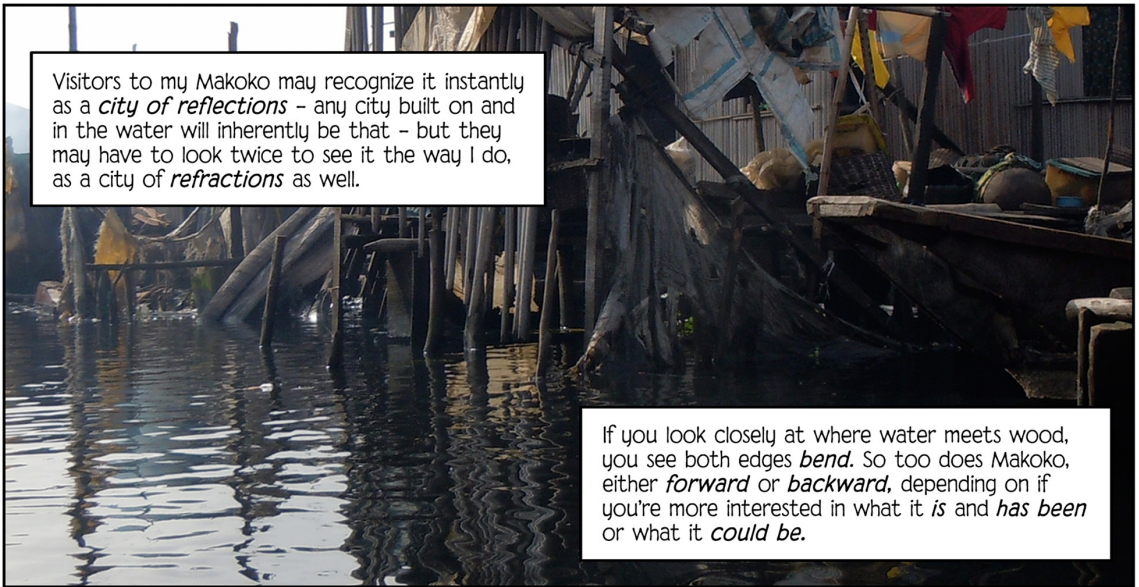 Visitors to my Makoko may recognize it instantly
as a city of reflections – any city built on and
in the water will inherently be that – but they
may have to look twice to see it the way I do,
as a city of refractions as well.
If you look closely at where water meets wood,
you see both edges bend. So too does Makoko,
either forward or backward, depending on if
you're more interested in what it is and has been
or what it could be.